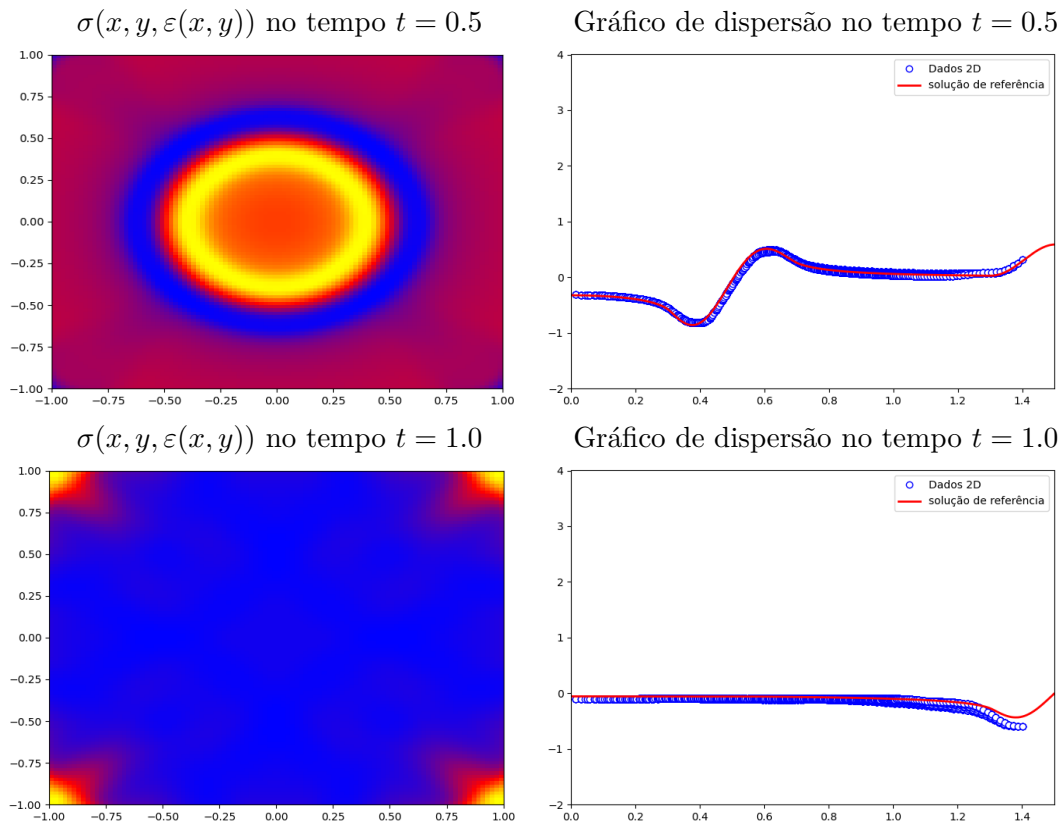 σ(x, y, ε(x, y)) no tempo t = 0.5
Gráfico de dispersão no tempo t = 0.5
1.00
0.75
0.50
0.25
0.00
−0.25
−0.50
−0.75
−1.00
−1.00 −0.75 −0.50 −0.25 0.00 0.25 0.50 0.75 1.00
4
3
2
1
0
−1
−2
0.0 0.2 0.4 0.6 0.8 1.0 1.2 1.4
Dados 2D
solução de referência
σ(x, y, ε(x, y)) no tempo t = 1.0
Gráfico de dispersão no tempo t = 1.0
1.00
0.75
0.50
0.25
0.00
−0.25
−0.50
−0.75
−1.00
−1.00 −0.75 −0.50 −0.25 0.00 0.25 0.50 0.75 1.00
4
3
2
1
0
−1
−2
0.0 0.2 0.4 0.6 0.8 1.0 1.2 1.4
Dados 2D
solução de referência